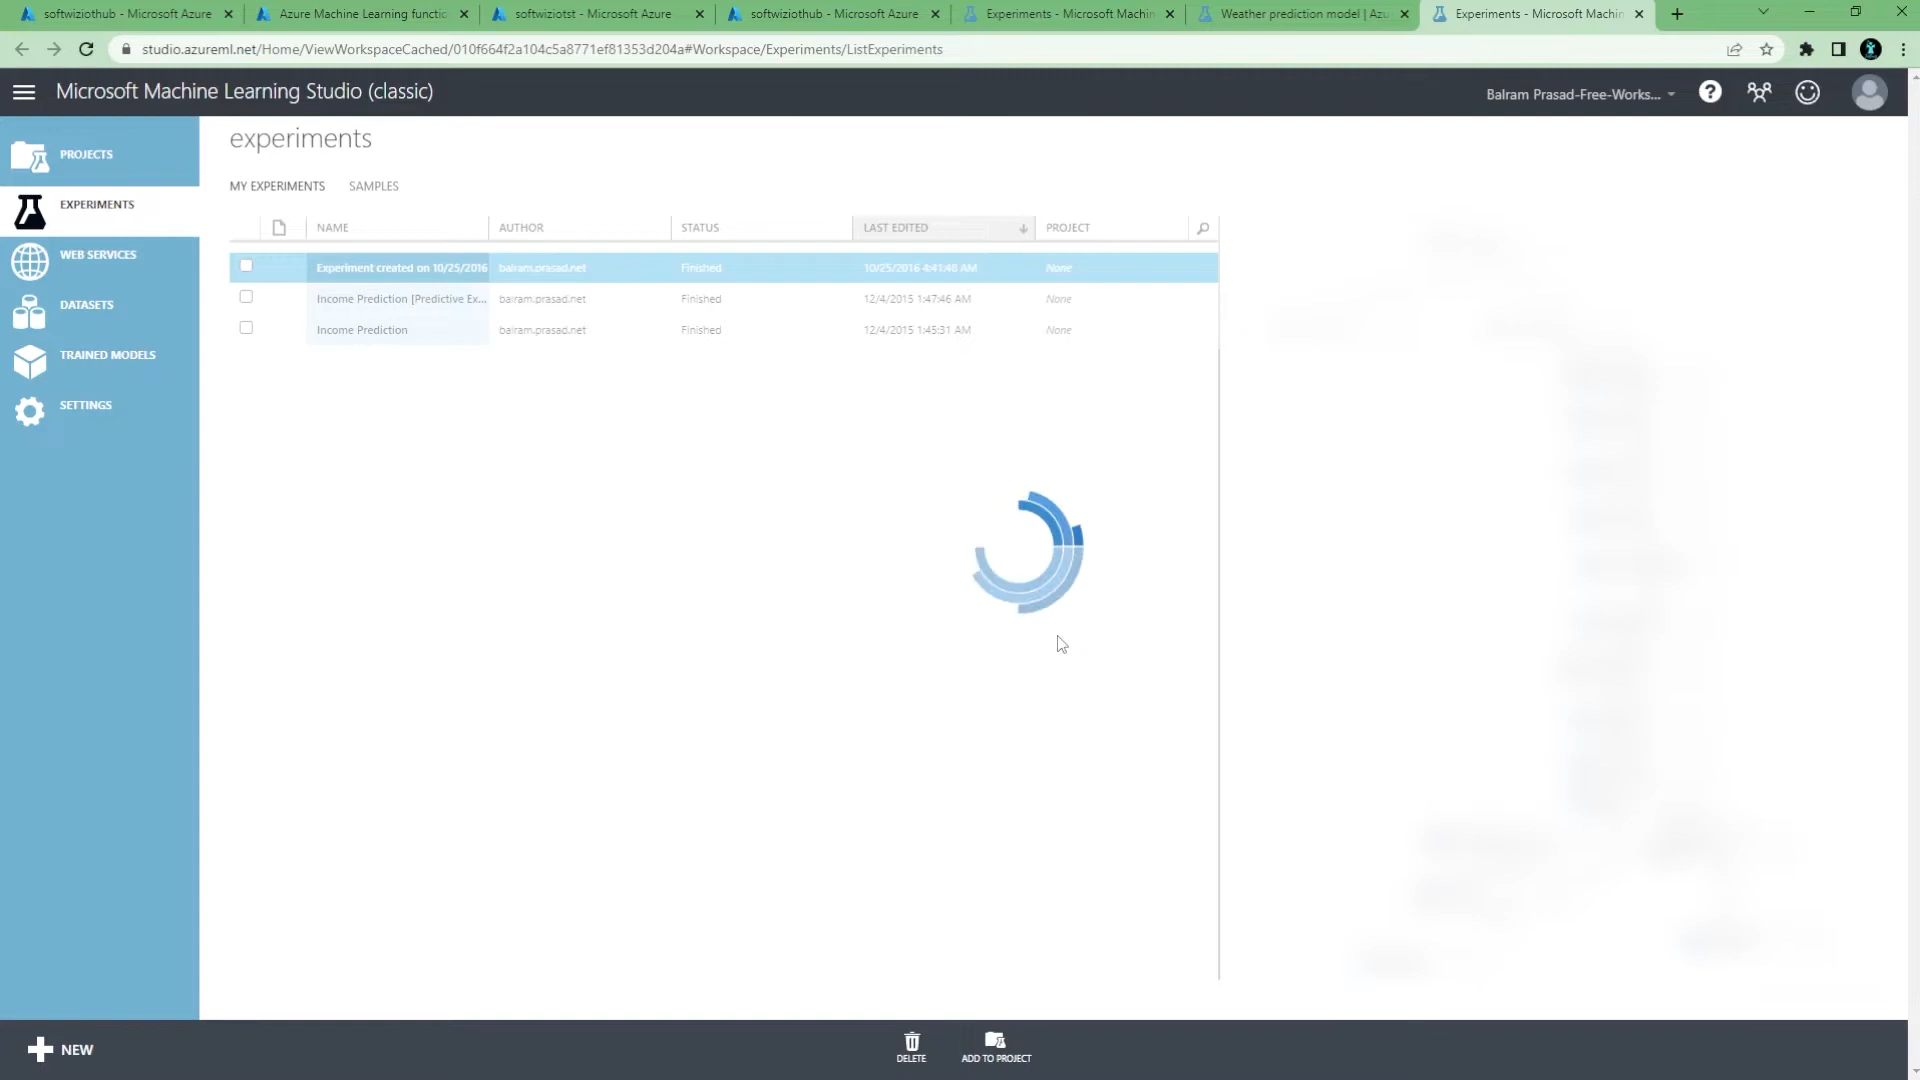 softwiziothub - Microsoft Azure
Azure Machine Learning functio
softwiziotst - Microsoft Azure
softwiziothub - Microsoft Azure
Experiments - Microsoft Machin
Weather prediction model | Azu
Experiments - Microsoft Machin
studio.azureml.net/Home/ViewWorkspaceCached/010f664f2a104c5a8771ef81353d204a#Workspace/Experiments/ListExperiments
Microsoft Machine Learning Studio (classic)
Balram Prasad-Free-Works...
PROJECTS
EXPERIMENTS
WEB SERVICES
DATASETS
TRAINED MODELS
SETTINGS
experiments
MY EXPERIMENTS SAMPLES
NAME AUTHOR STATUS LAST EDITED PROJECT
Experiment created on 10/25/2016 balram.prasad.net Finished 10/25/2016 4:41:48 AM None
Income Prediction [Predictive Ex... balram.prasad.net Finished 12/4/2015 1:47:46 AM None
Income Prediction balram.prasad.net Finished 12/4/2015 1:45:31 AM None
NEW
DELETE
ADD TO PROJECT